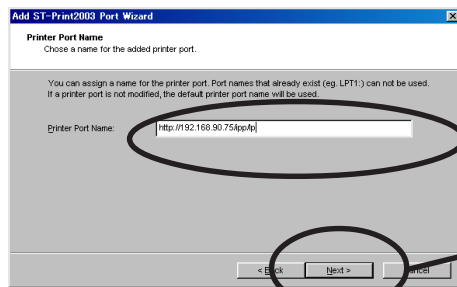 Add ST-Print2003 Port Wizard
Printer Port Name
Chose a name for the added printer port.
You can assign a name for the printer port. Port names that already exist (eg. LPT1:) can not be used.
If a printer port is not modified, the default printer port name will be used.
Printer Port Name:
http://192.168.90.75/ipp/lp
< Back Next > Cancel